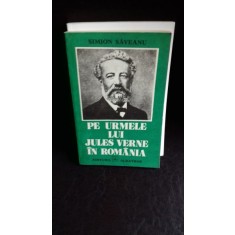 SIMION SĂVEANU
PE URMELE
LUI
JULES VERNE
ÎN ROMÂNIA